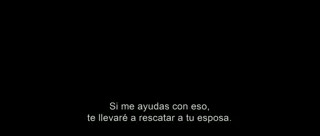 Si me ayudas con eso,
te llevaré a rescatar a tu esposa.